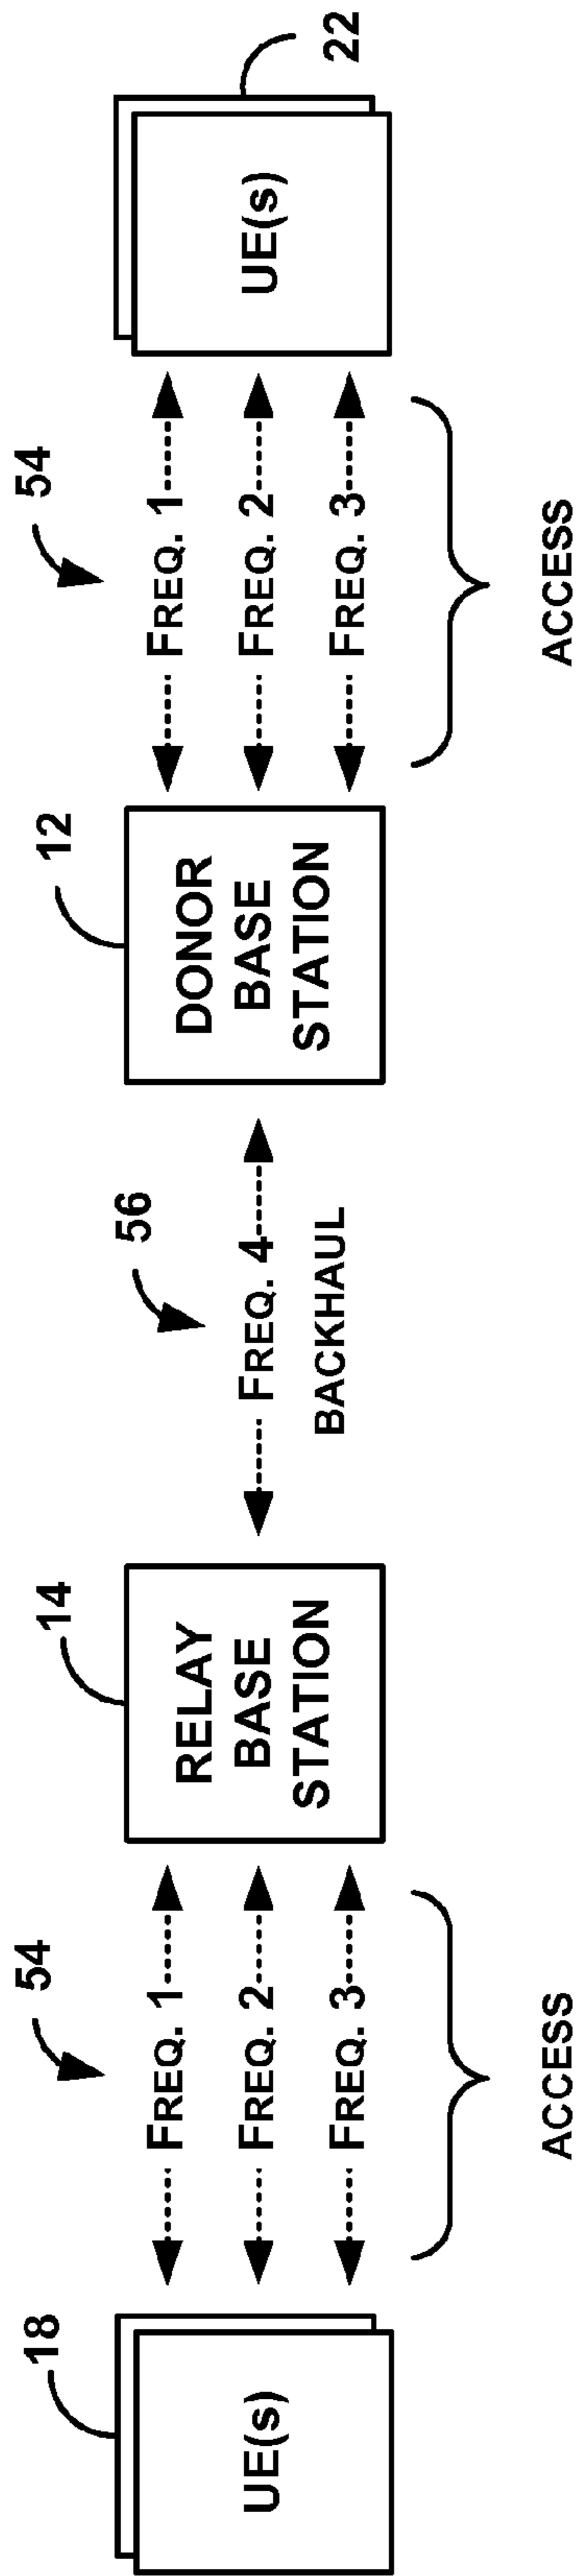 18
UE(s)
54
FREQ. 1
FREQ. 2
FREQ. 3
ACCESS
14
RELAY
BASE
STATION
56
FREQ. 4
BACKHAUL
12
DONOR
BASE
STATION
54
FREQ. 1
FREQ. 2
FREQ. 3
ACCESS
22
UE(s)